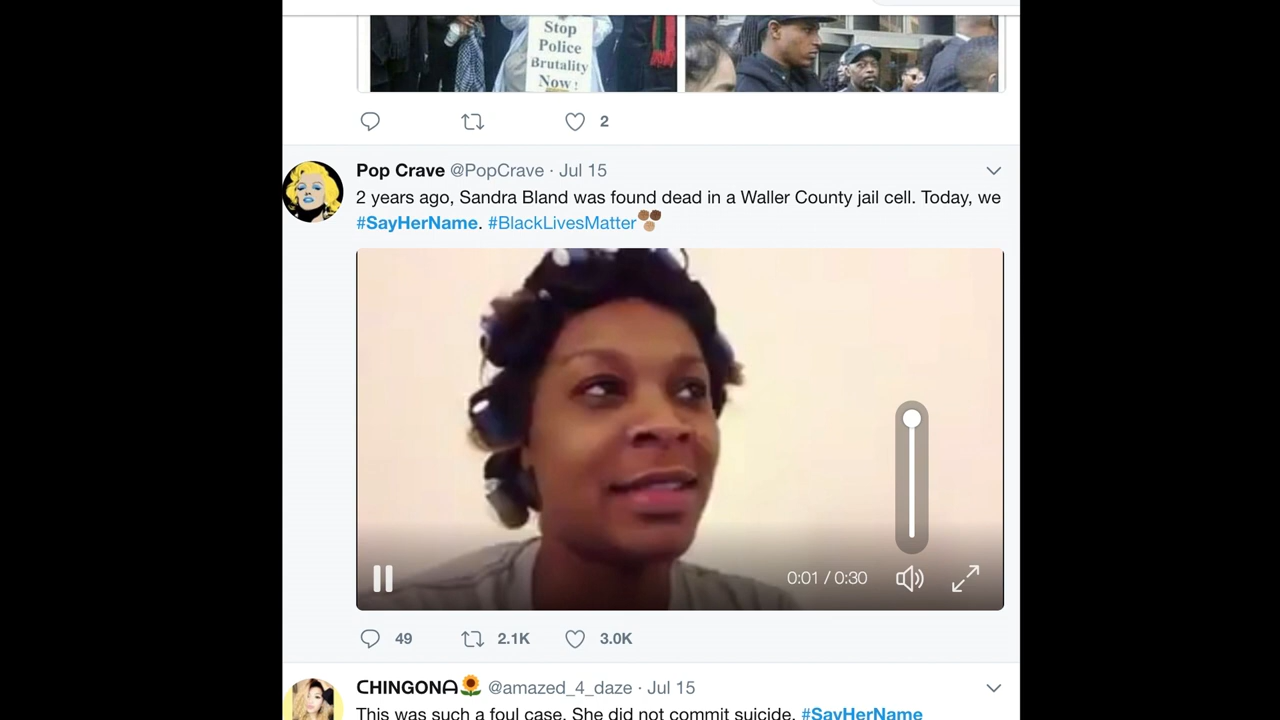 Stop
Police
Brutality
Now!
2
Pop Crave @PopCrave · Jul 15
2 years ago, Sandra Bland was found dead in a Waller County jail cell. Today, we
#SayHerName. #BlackLivesMatter
0:01 / 0:30
49 2.1K 3.0K
CHINGONA @amazed_4_daze · Jul 15
This was such a foul case. She did not commit suicide. #SayHerName